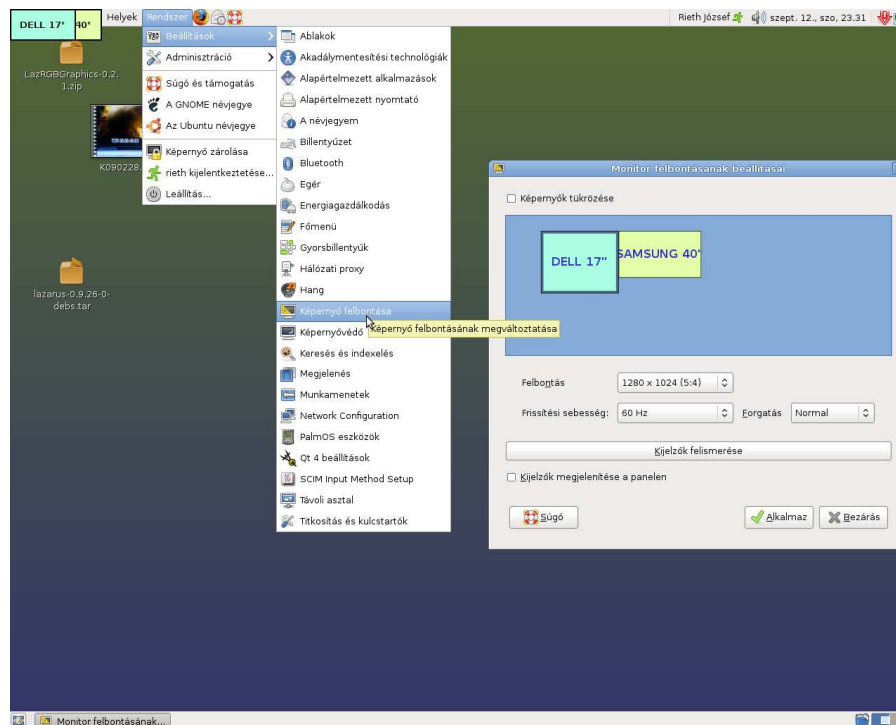 DELL 17"
40"
Helyek
Rendszer
Rieth József
szept. 12., szo, 23.31
Beállítások
Adminisztráció
Súgó és támogatás
A GNOME névjegye
Az Ubuntu névjegye
Képernyő zárolása
rieth kijelentkeztetése...
Leállítás...
Ablakok
Akadálymentesítési technológiák
Alapértelmezett alkalmazások
Alapértelmezett nyomtató
A névjegyem
Billentyűzet
Bluetooth
Egér
Energiagazdálkodás
Főmenü
Gyorsbillentyűk
Hálózati proxy
Hang
Képernyő felbontása
Képernyővédő
Keresés és indexelés
Megjelenés
Munkamenetek
Network Configuration
PalmOS eszközök
Qt 4 beállítások
SCIM Input Method Setup
Távoli asztal
Titkosítás és kulcstartók
Képernyő felbontásának megváltoztatása
LazRGBGraphics-0.2.
1.zip
K090228
lazarus-0.9.26-0-
debs.tar
Monitor felbontásának beállításai
Képernyők tükrözése
DELL 17"
SAMSUNG 40"
Felbontás
1280 x 1024 (5:4)
Frissítési sebesség:
60 Hz
Forgatás
Normal
Kijelzők felismerése
Kijelzők megjelenítése a panelen
Súgó
Alkalmaz
Bezárás
Monitor felbontásának...